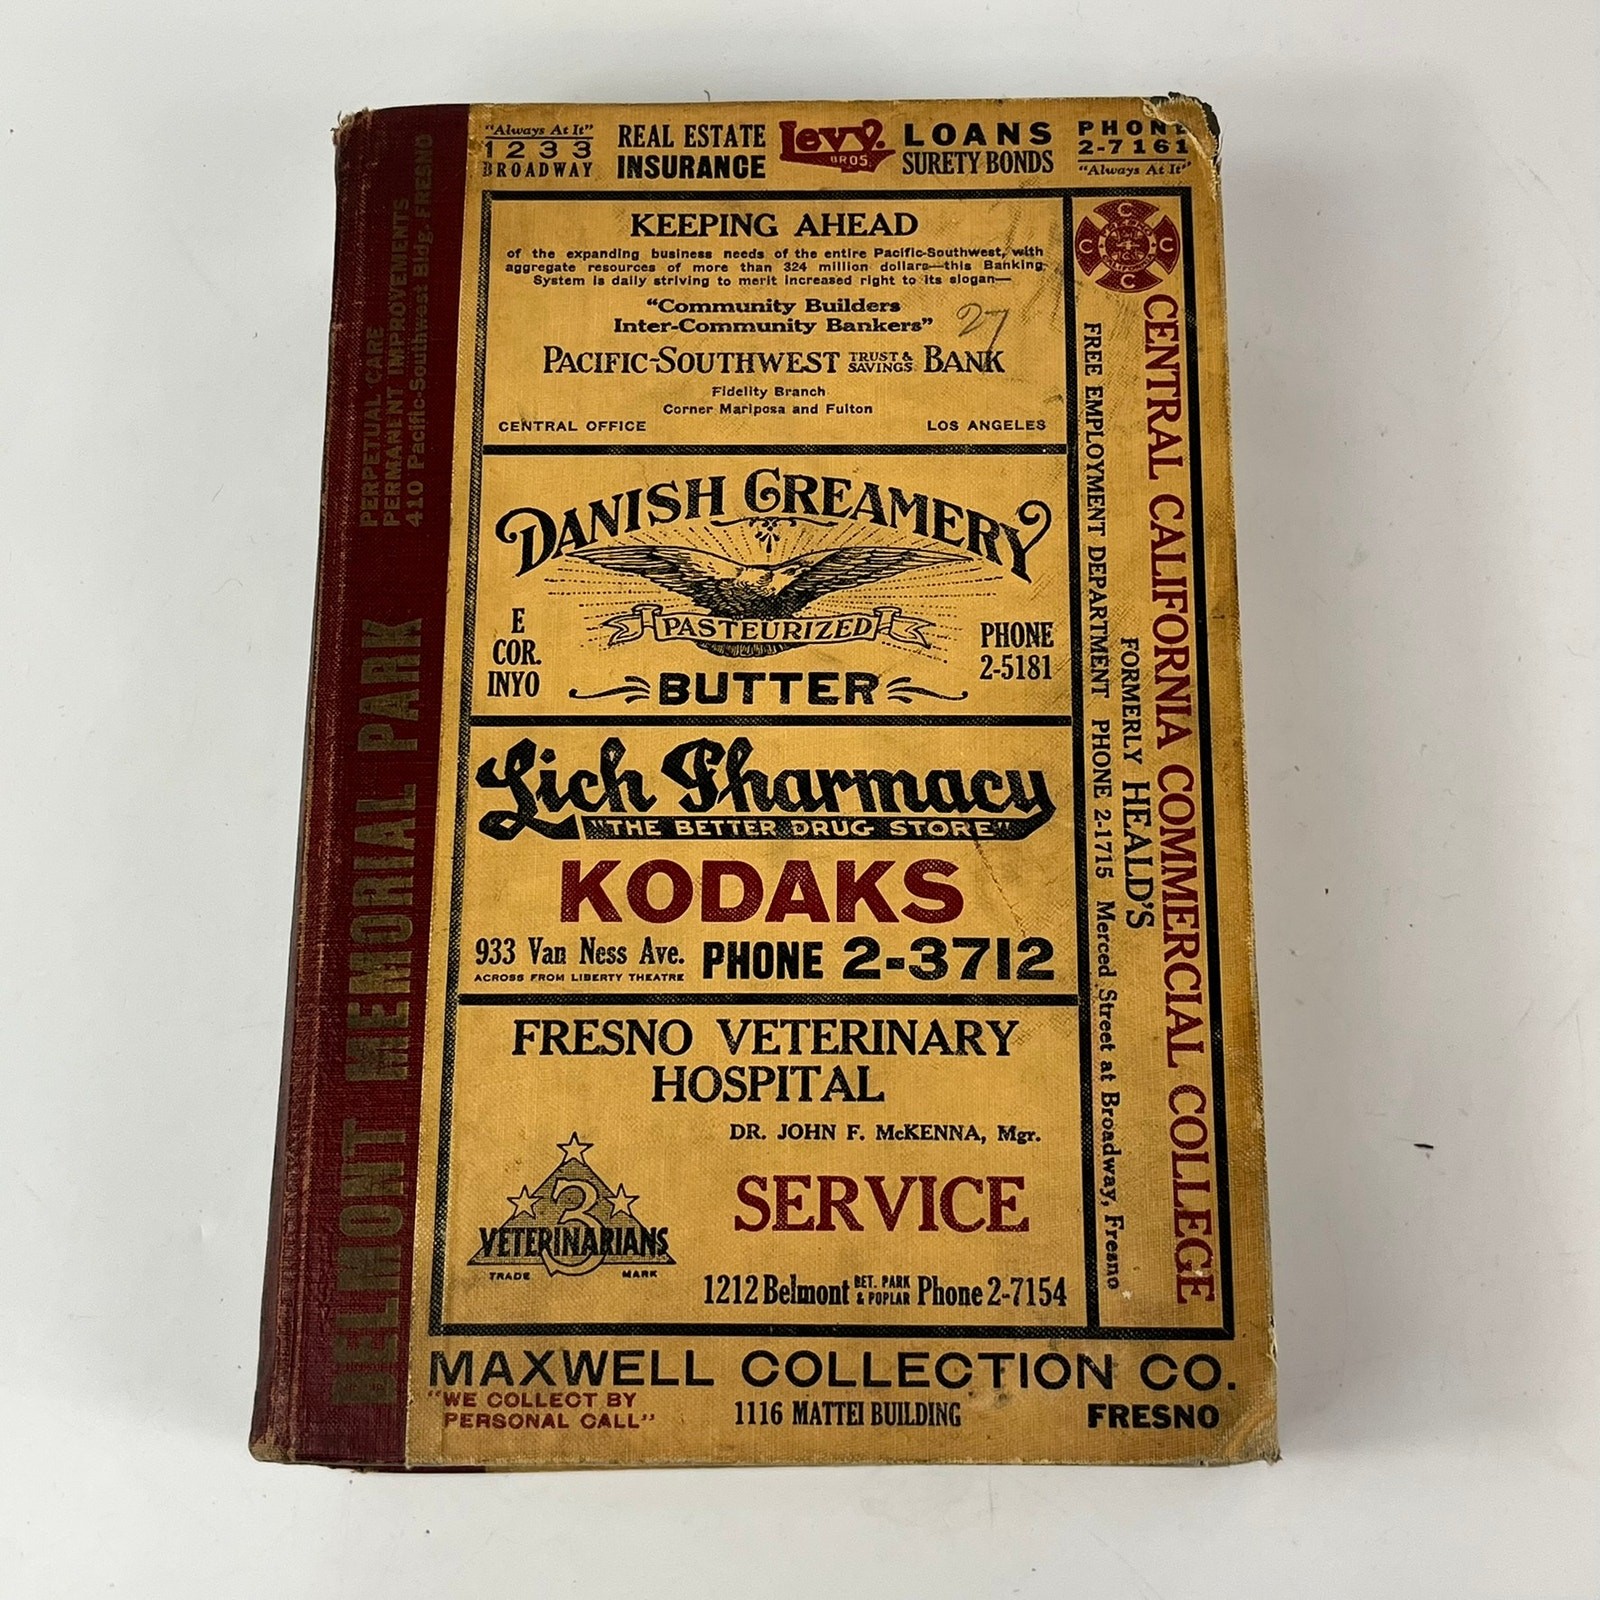 "Always At It"
1233
BROADWAY
REAL ESTATE
INSURANCE
Levy
BROS.
LOANS
SURETY BONDS
PHONE
2-7161
"Always At It"
KEEPING AHEAD
of the expanding business needs of the entire Pacific-Southwest, with
aggregate resources of more than 324 million dollars—this Banking
System is daily striving to merit increased right to its slogan—
"Community Builders
Inter-Community Bankers"
27
PACIFIC-SOUTHWEST TRUST & SAVINGS BANK
Fidelity Branch
Corner Mariposa and Fulton
CENTRAL OFFICE
LOS ANGELES
DANISH CREAMERY
PASTEURIZED
E
COR.
INYO
PHONE
2-5181
BUTTER
Lich Pharmacy
"THE BETTER DRUG STORE"
KODAKS
933 Van Ness Ave.
ACROSS FROM LIBERTY THEATRE
PHONE 2-3712
FRESNO VETERINARY
HOSPITAL
DR. JOHN F. McKENNA, Mgr.
3
VETERINARIANS
TRADE MARK
SERVICE
1212 Belmont BET. PARK & POPLAR Phone 2-7154
C C C C
CENTRAL CALIFORNIA COMMERCIAL COLLEGE
FORMERLY HEALD'S
FREE EMPLOYMENT DEPARTMENT PHONE 2-1715 Merced Street at Broadway, Fresno
MAXWELL COLLECTION CO.
"WE COLLECT BY
PERSONAL CALL"
1116 MATTEI BUILDING
FRESNO
BELMONT MEMORIAL PARK
PERPETUAL CARE
PERMANENT IMPROVEMENTS
410 Pacific-Southwest Bldg. FRESNO